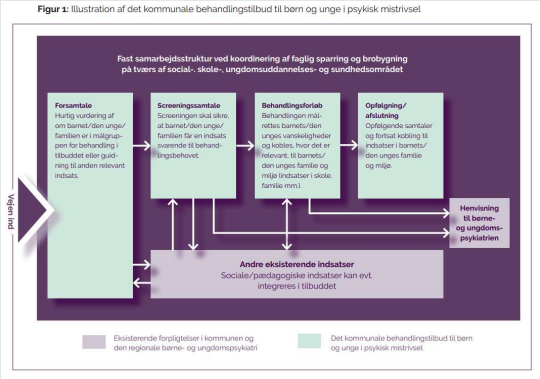 Figur 1: Illustration af det kommunale behandlingstilbud til børn og unge i psykisk mistrivsel
Fast samarbejdsstruktur ved koordinering af faglig sparring og brobygning
på tværs af social-, skole-, ungdomsuddannelses- og sundhedsområdet
Vejen ind
Forsamtale
Hurtig vurdering af
om barnet/den unge/
familien er i målgrup-
pen for behandling i
tilbuddet eller guid-
ning til anden relevant
indsats.
Screeningssamtale
Screeningen skal sikre,
at barnet/den unge/
familien får en indsats
svarende til behand-
lingsbehovet.
Behandlingsforløb
Behandlingen mål-
rettes barnets/den
unges vanskeligheder
og kobles, hvor det er
relevant, til barnets/
den unges familie og
miljø (indsatser i skole,
familie mm.).
Opfølgning/
afslutning
Opfølgende samtaler
og fortsat kobling til
indsatser i barnets/
den unges familie
og miljø.
Henvisning
til børne-
og ungdoms-
psykiatrien
Andre eksisterende indsatser
Sociale/pædagogiske indsatser kan evt.
integreres i tilbuddet
Eksisterende forpligtelser i kommunen og
den regionale børne- og ungdomspsykiatri
Det kommunale behandlingstilbud til børn
og unge i psykisk mistrivsel